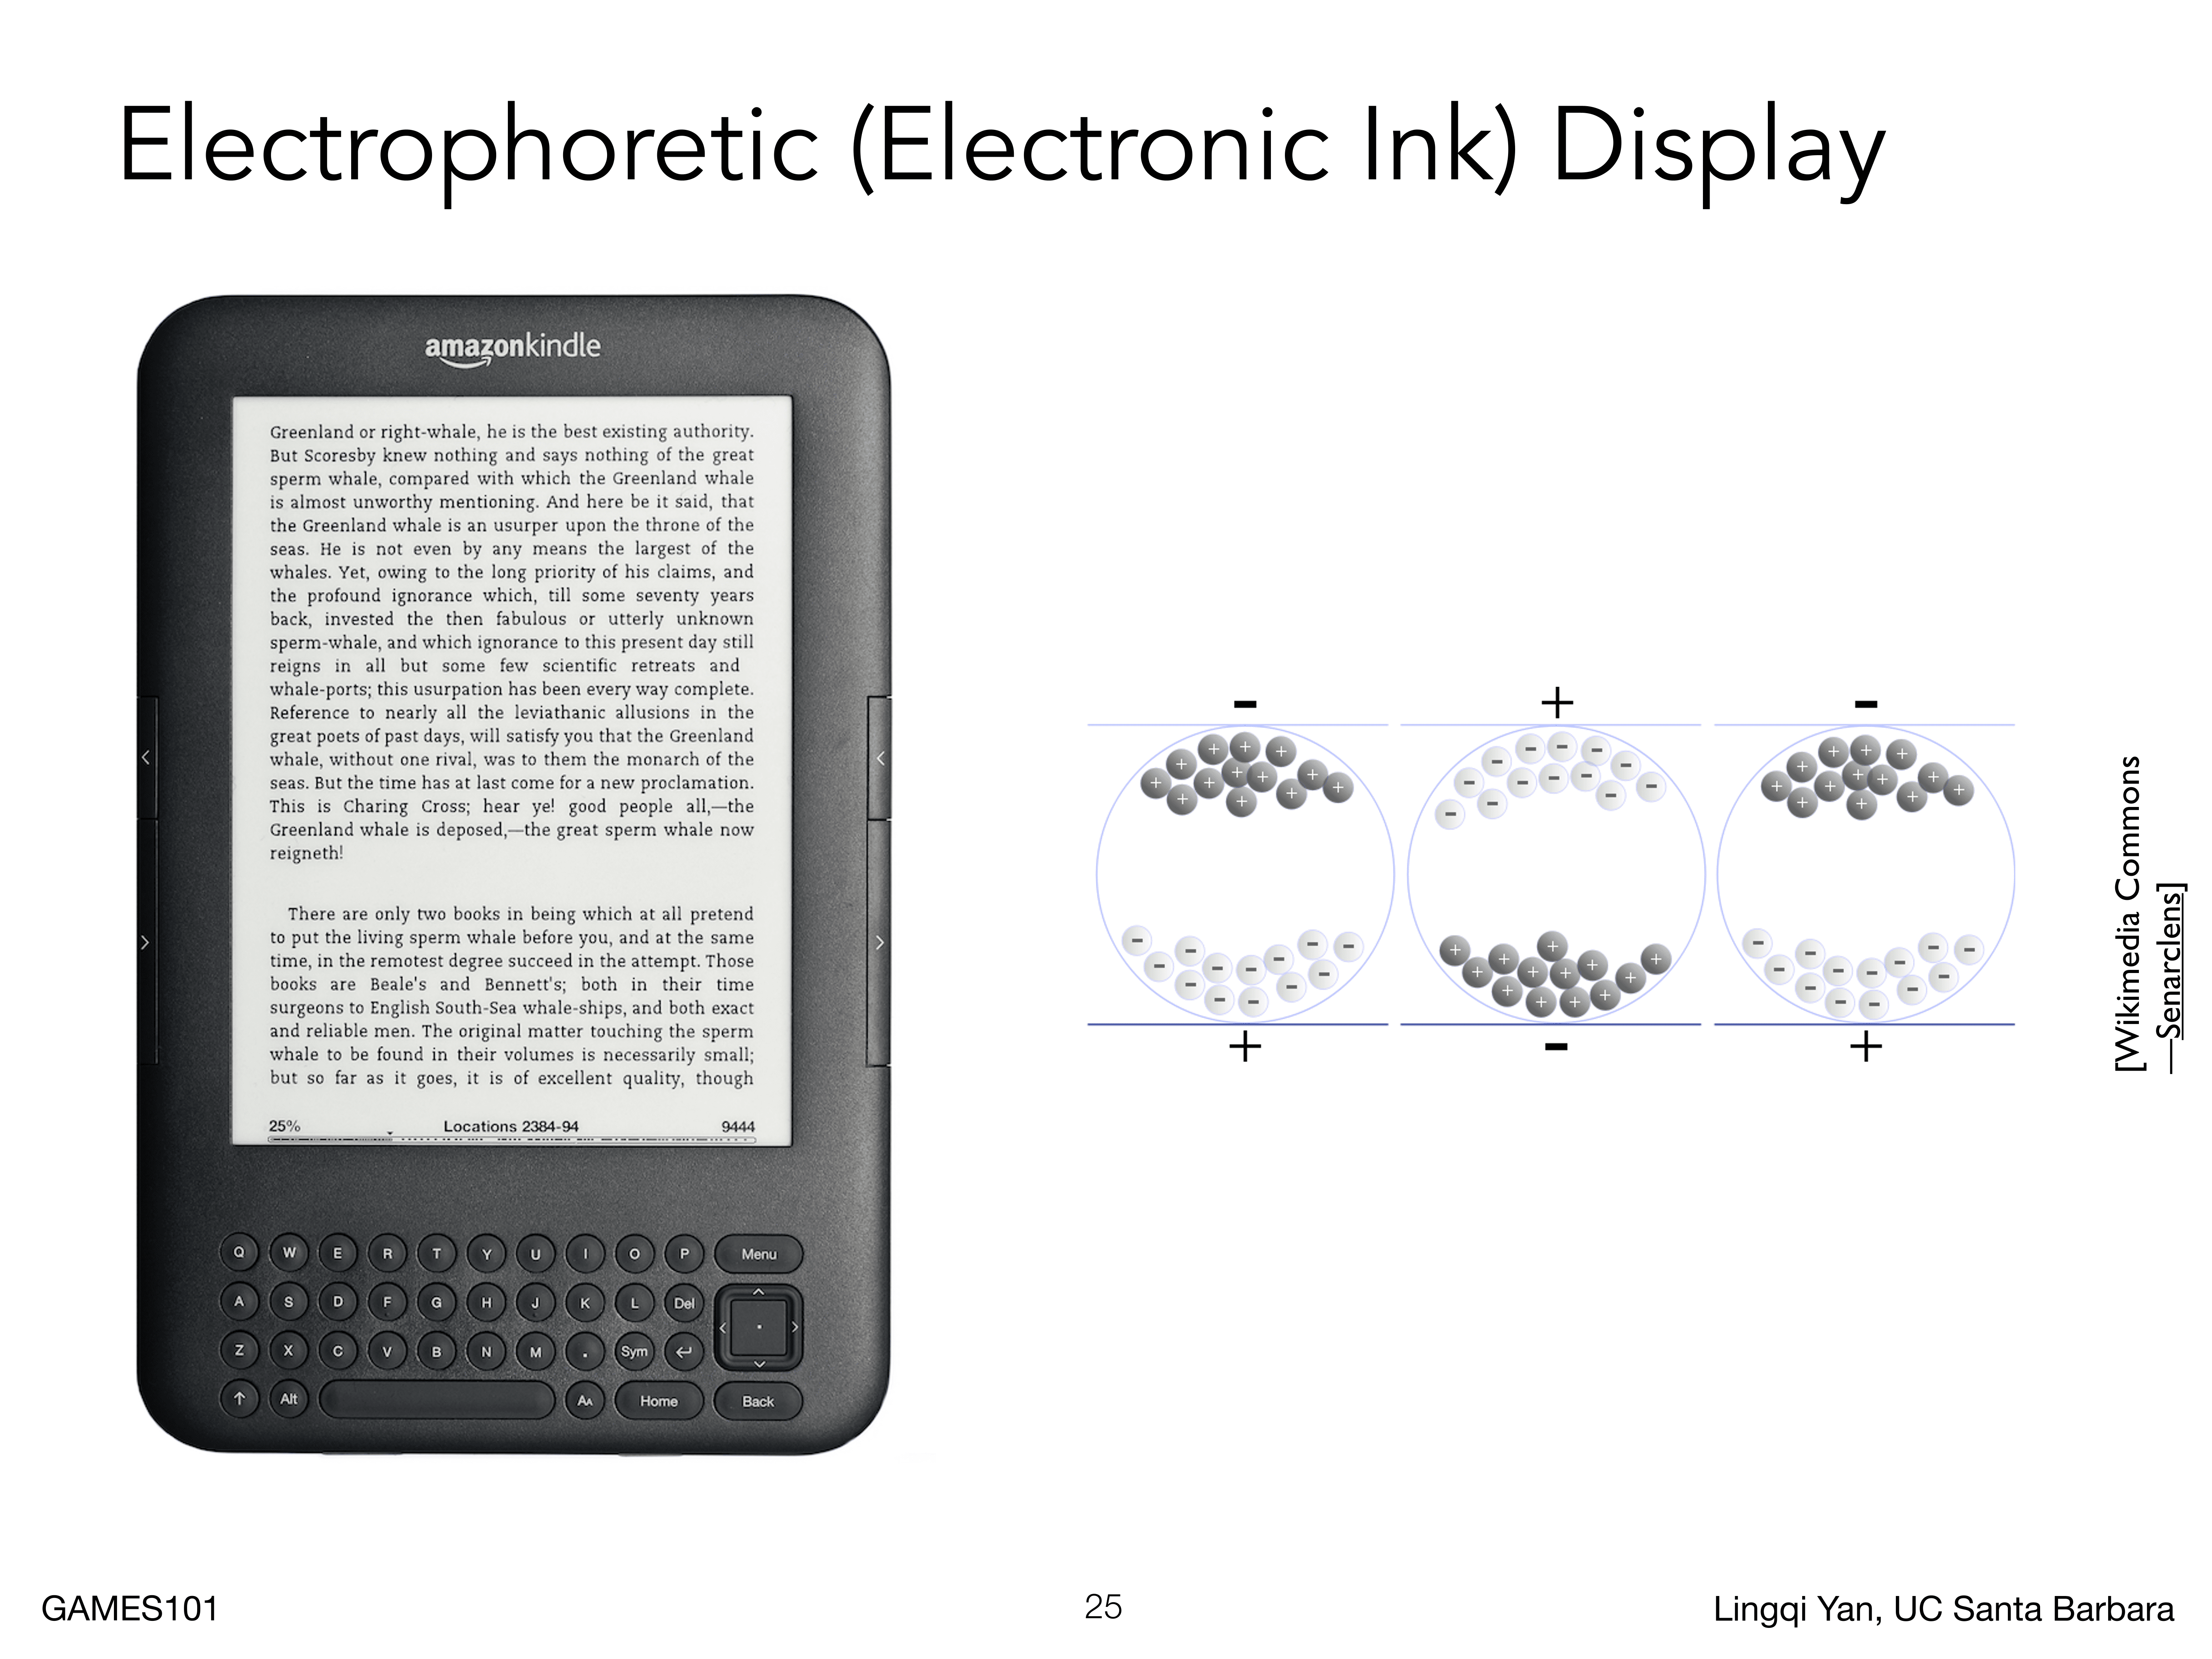 Electrophoretic (Electronic Ink) Display
amazonkindle
Greenland or right-whale, he is the best existing authority.
But Scoresby knew nothing and says nothing of the great
sperm whale, compared with which the Greenland whale
is almost unworthy mentioning. And here be it said, that
the Greenland whale is an usurper upon the throne of the
seas. He is not even by any means the largest of the
whales. Yet, owing to the long priority of his claims, and
the profound ignorance which, till some seventy years
back, invested the then fabulous or utterly unknown
sperm-whale, and which ignorance to this present day still
reigns in all but some few scientific retreats and
whale-ports; this usurpation has been every way complete.
Reference to nearly all the leviathanic allusions in the
great poets of past days, will satisfy you that the Greenland
whale, without one rival, was to them the monarch of the
seas. But the time has at last come for a new proclamation.
This is Charing Cross; hear ye! good people all,—the
Greenland whale is deposed,—the great sperm whale now
reigneth!
There are only two books in being which at all pretend
to put the living sperm whale before you, and at the same
time, in the remotest degree succeed in the attempt. Those
books are Beale's and Bennett's; both in their time
surgeons to English South-Sea whale-ships, and both exact
and reliable men. The original matter touching the sperm
whale to be found in their volumes is necessarily small;
but so far as it goes, it is of excellent quality, though
25% Locations 2384-94 9444
Q W E R T Y U I O P Menu
A S D F G H J K L Del
Z X C V B N M . Sym
Alt AA Home Back
- + -
+ - +
[Wikimedia Commons
—Senarclens]
GAMES101 25 Lingqi Yan, UC Santa Barbara